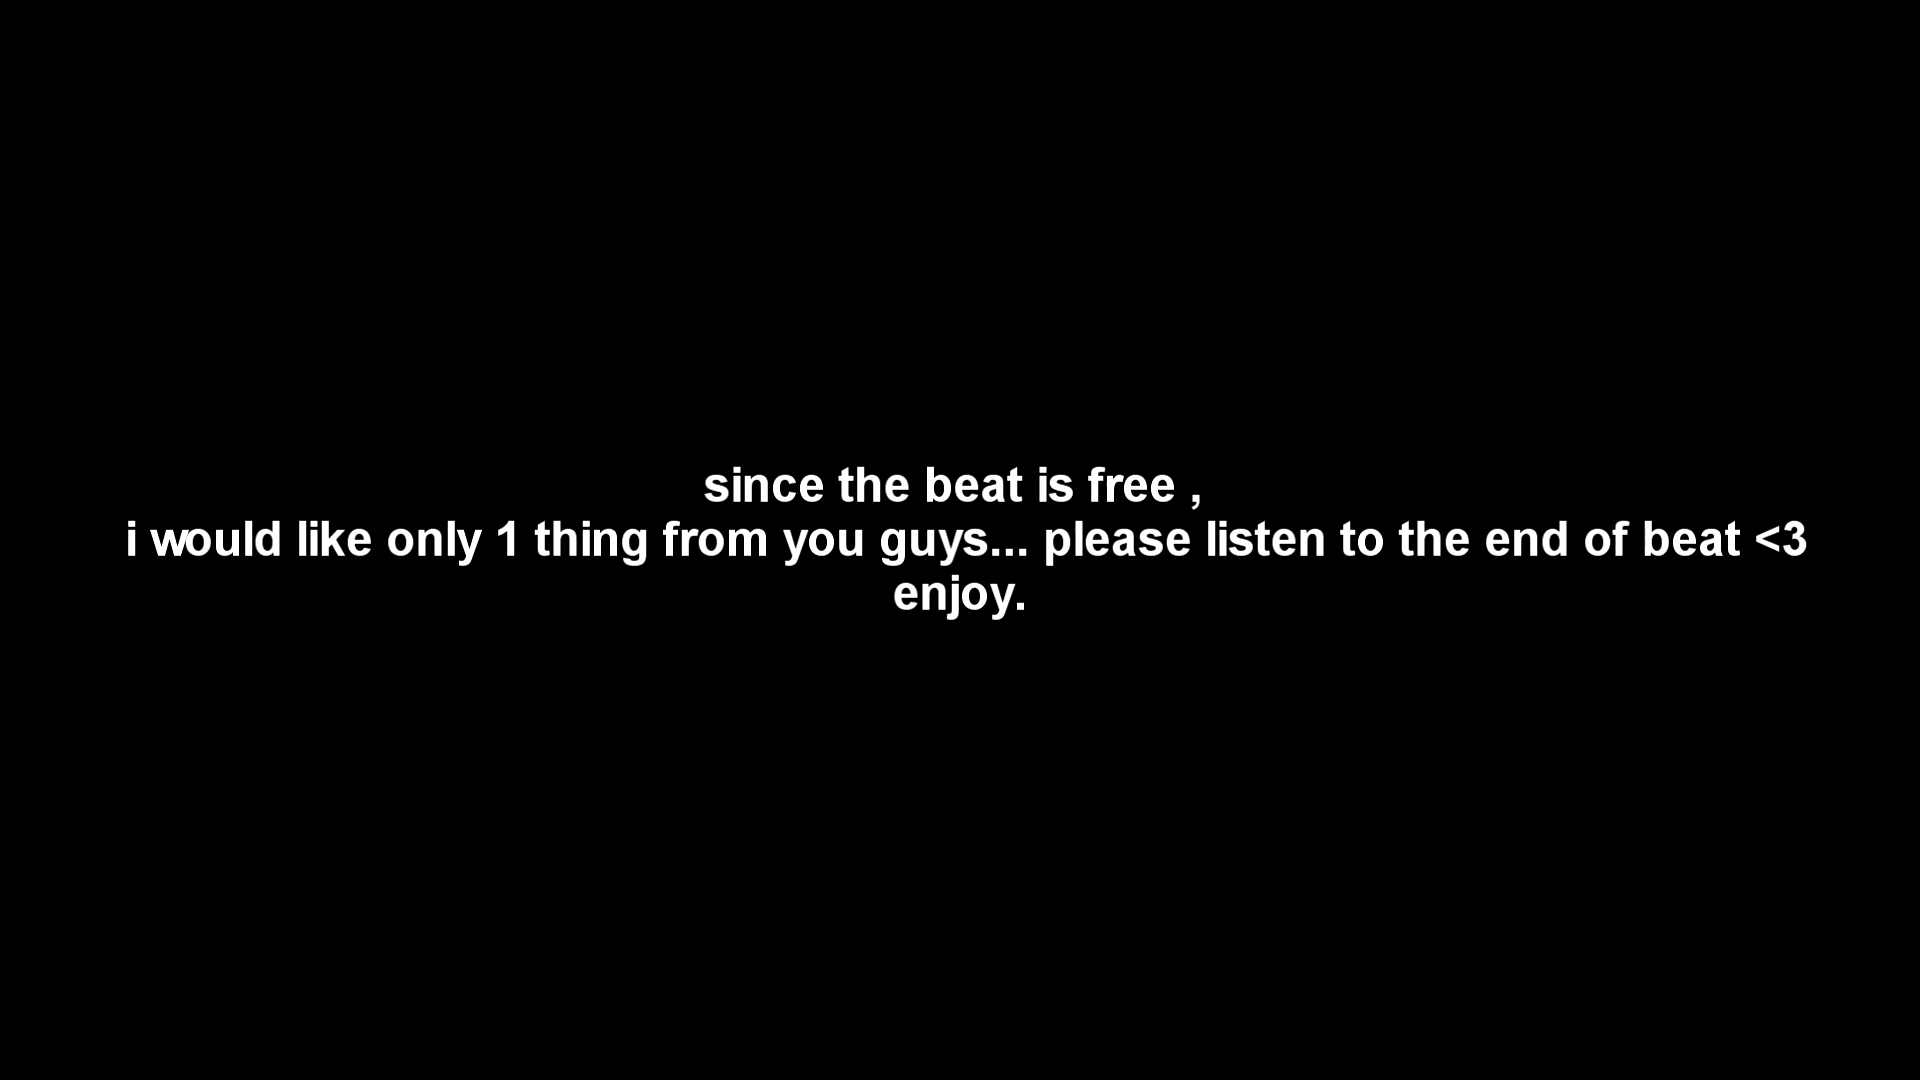 since the beat is free ,
i would like only 1 thing from you guys... please listen to the end of beat <3
enjoy.